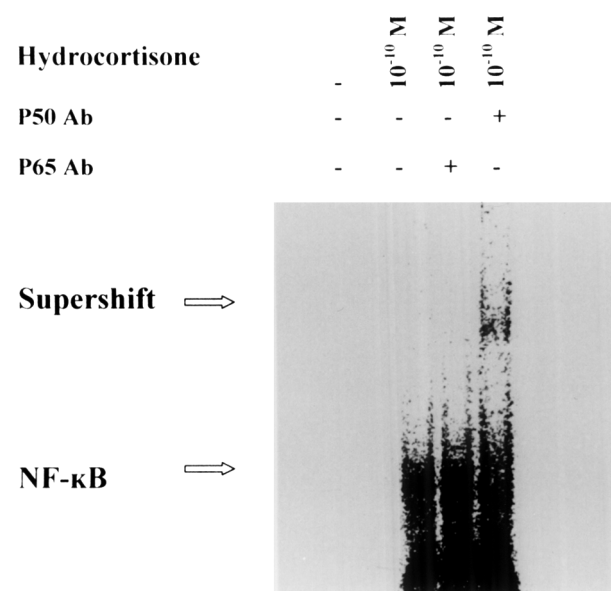 Hydrocortisone - 10⁻¹⁰ M 10⁻¹⁰ M 10⁻¹⁰ M
P50 Ab - - - +
P65 Ab - - + -
Supershift
NF-κB